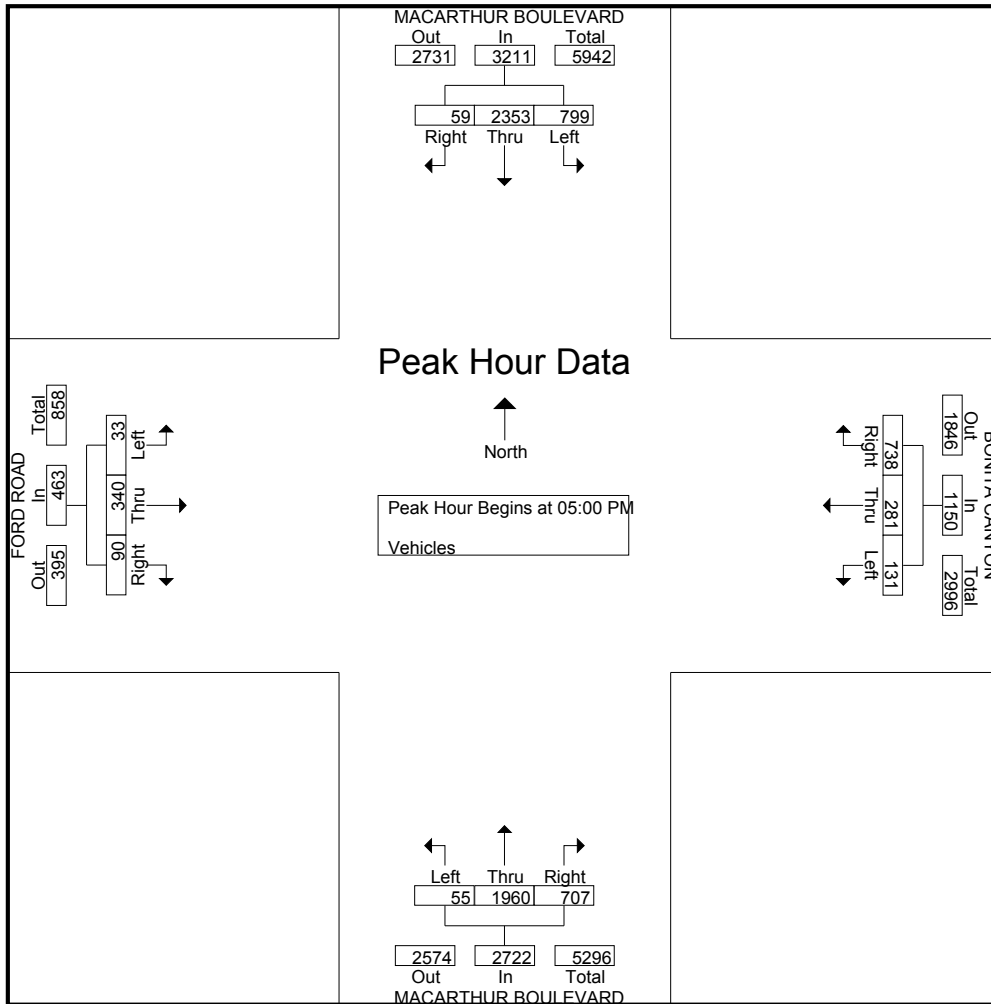 MACARTHUR BOULEVARD
Out In Total
2731 3211 5942
59 2353 799
Right Thru Left
Peak Hour Data
North
Peak Hour Begins at 05:00 PM
Vehicles
FORD ROAD
Total In Out
858 463 395
33 340 90
Left Thru Right
Right Thru Left
738 281 131
Out In Total
1846 1150 2996
BONITA CANYON
Left Thru Right
55 1960 707
2574 2722 5296
Out In Total
MACARTHUR BOULEVARD